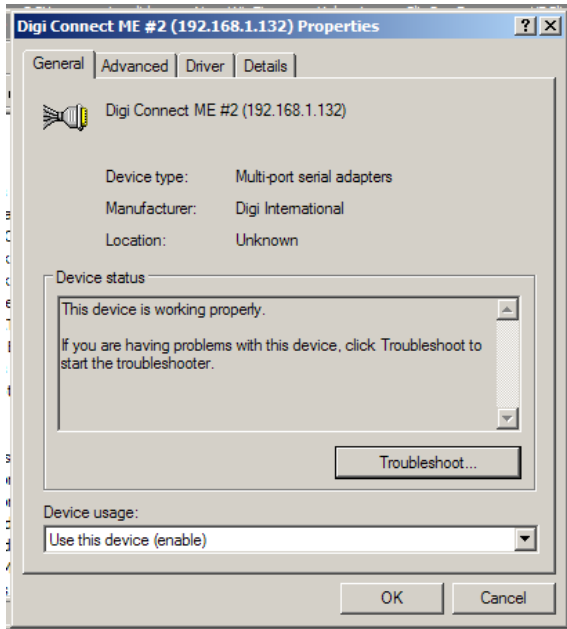 Digi Connect ME #2 (192.168.1.132) Properties
General Advanced Driver Details
Digi Connect ME #2 (192.168.1.132)
Device type: Multi-port serial adapters
Manufacturer: Digi International
Location: Unknown
Device status
This device is working properly.
If you are having problems with this device, click Troubleshoot to
start the troubleshooter.
Troubleshoot...
Device usage:
Use this device (enable)
OK Cancel